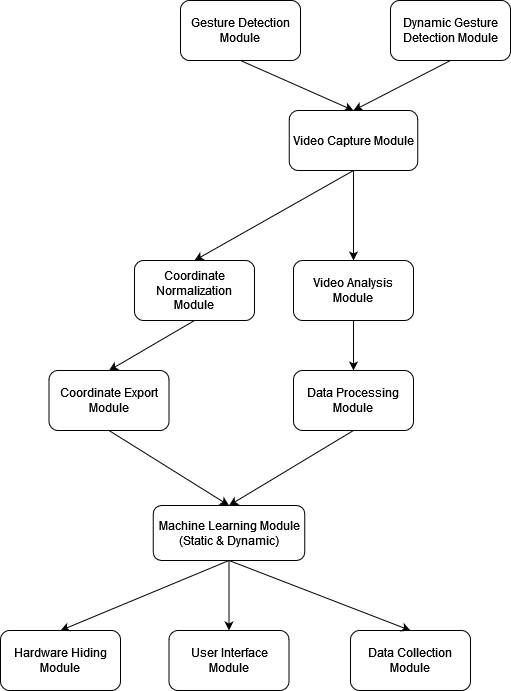 Gesture Detection
Module
Dynamic Gesture
Detection Module
Video Capture Module
Coordinate
Normalization
Module
Video Analysis
Module
Coordinate Export
Module
Data Processing
Module
Machine Learning Module
(Static & Dynamic)
Hardware Hiding
Module
User Interface
Module
Data Collection
Module